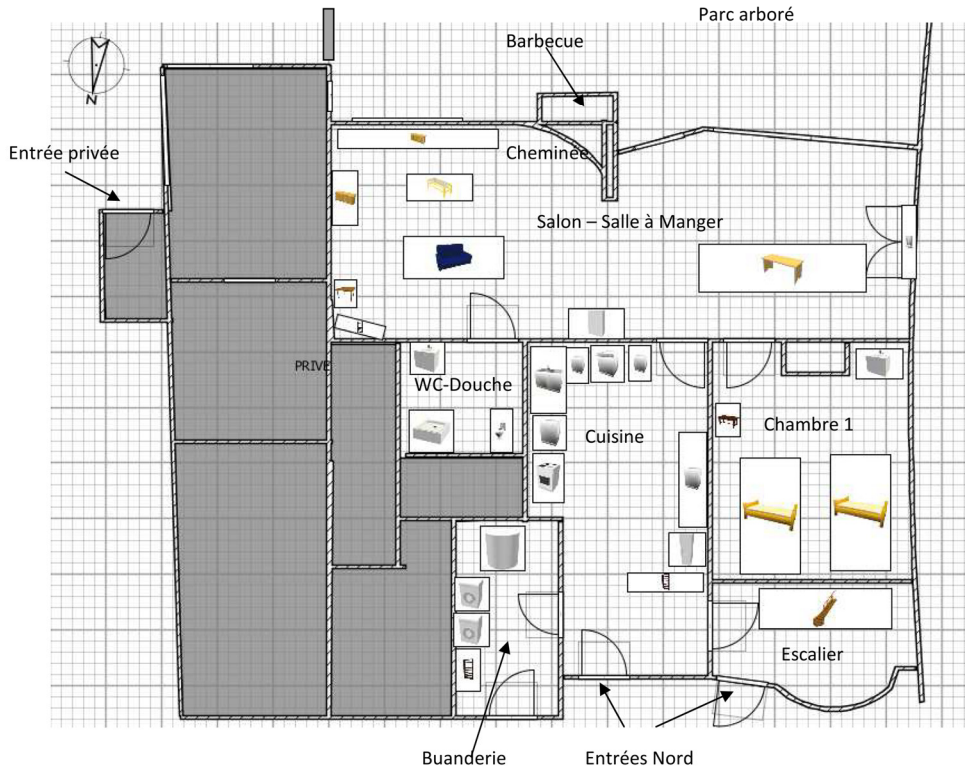 Parc arboré
Barbecue
N
Entrée privée
Cheminée
Salon – Salle à Manger
PRIVE
WC-Douche
Cuisine
Chambre 1
Escalier
Buanderie
Entrées Nord